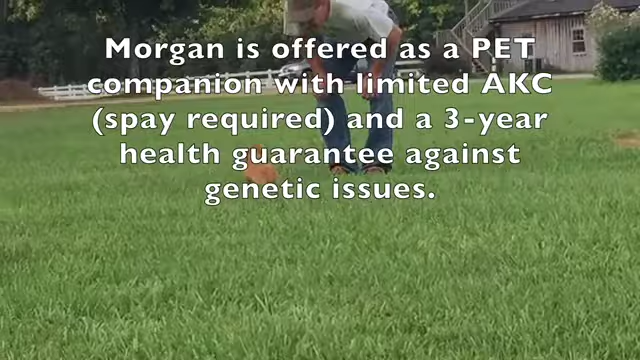 Morgan is offered as a PET
companion with limited AKC
(spay required) and a 3-year
health guarantee against
genetic issues.